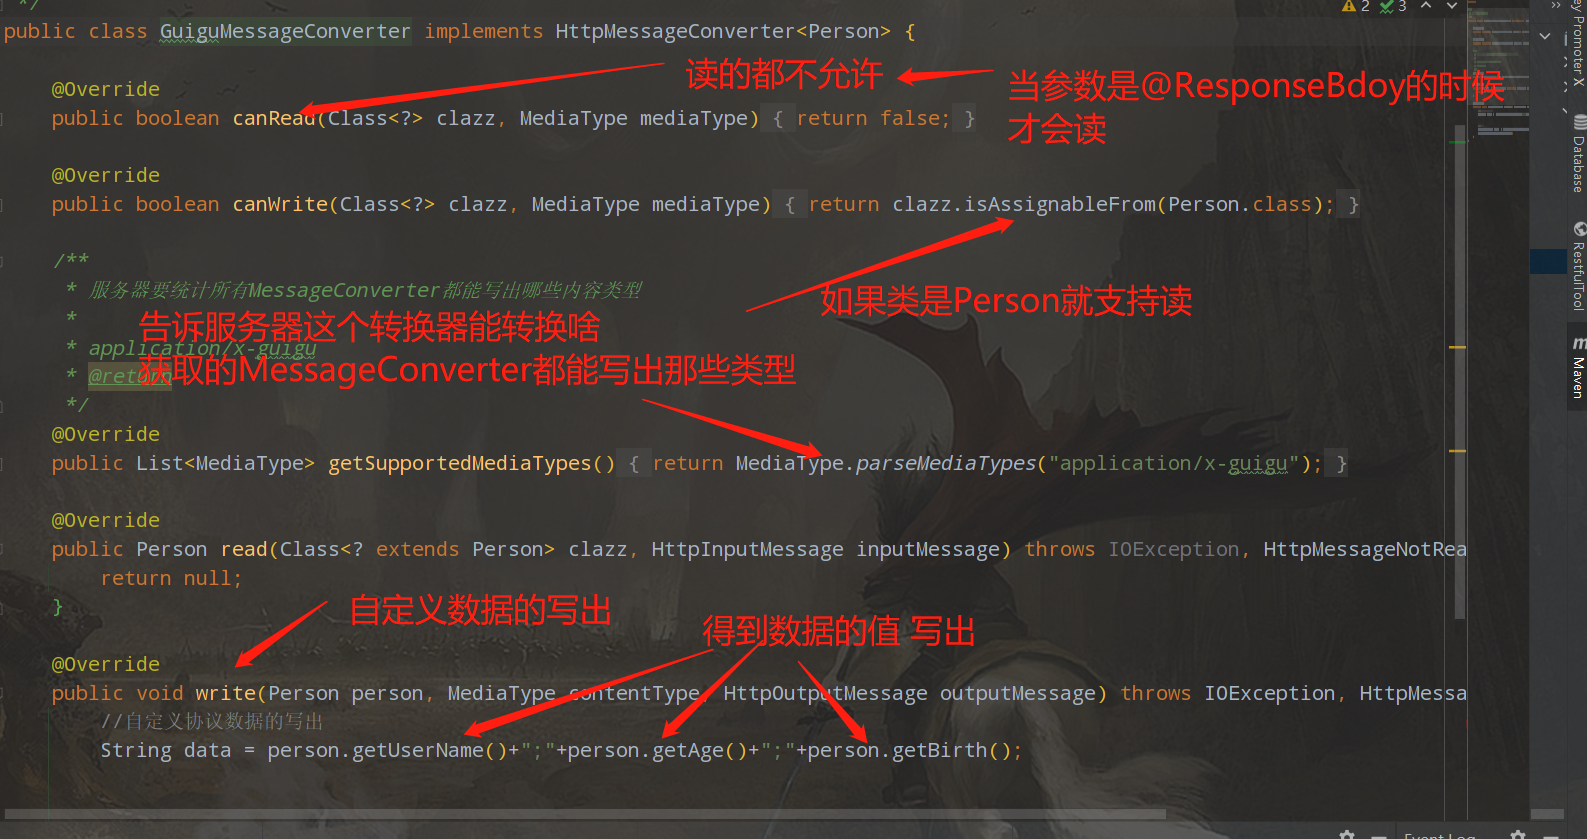 */
public class GuiguMessageConverter implements HttpMessageConverter<Person> {
@Override
读的都不允许
当参数是@ResponseBdoy的时候
才会读
public boolean canRead(Class<?> clazz, MediaType mediaType) { return false; }
@Override
public boolean canWrite(Class<?> clazz, MediaType mediaType) { return clazz.isAssignableFrom(Person.class); }
/**
* 服务器要统计所有MessageConverter都能写出哪些内容类型
如果类是Person就支持读
*
告诉服务器这个转换器能转换啥
* application/x-guigu
获取的MessageConverter都能写出那些类型
* @return
*/
@Override
public List<MediaType> getSupportedMediaTypes() { return MediaType.parseMediaTypes("application/x-guigu"); }
@Override
public Person read(Class<? extends Person> clazz, HttpInputMessage inputMessage) throws IOException, HttpMessageNotRea
return null;
}
自定义数据的写出
得到数据的值 写出
@Override
public void write(Person person, MediaType contentType, HttpOutputMessage outputMessage) throws IOException, HttpMessa
//自定义协议数据的写出
String data = person.getUserName()+";"+person.getAge()+";"+person.getBirth();
2
3
ey Promoter X
Database
RestfulTool
m
Maven
Event Log